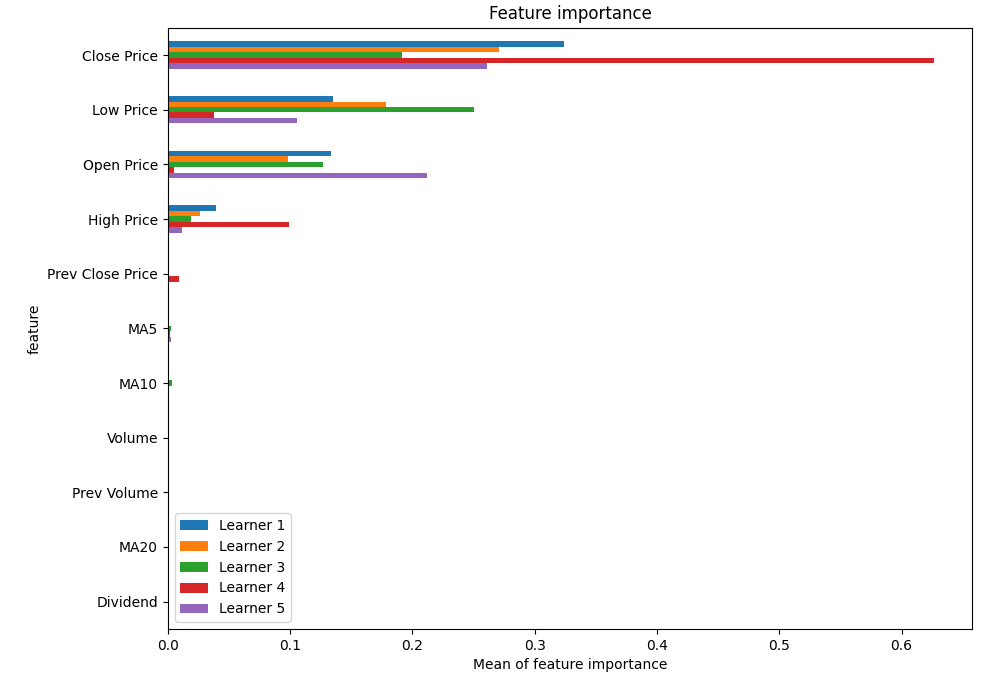 Feature importance
Close Price
Low Price
Open Price
High Price
Prev Close Price
MA5
MA10
Volume
Prev Volume
MA20
Dividend
feature
Learner 1
Learner 2
Learner 3
Learner 4
Learner 5
0.0 0.1 0.2 0.3 0.4 0.5 0.6
Mean of feature importance